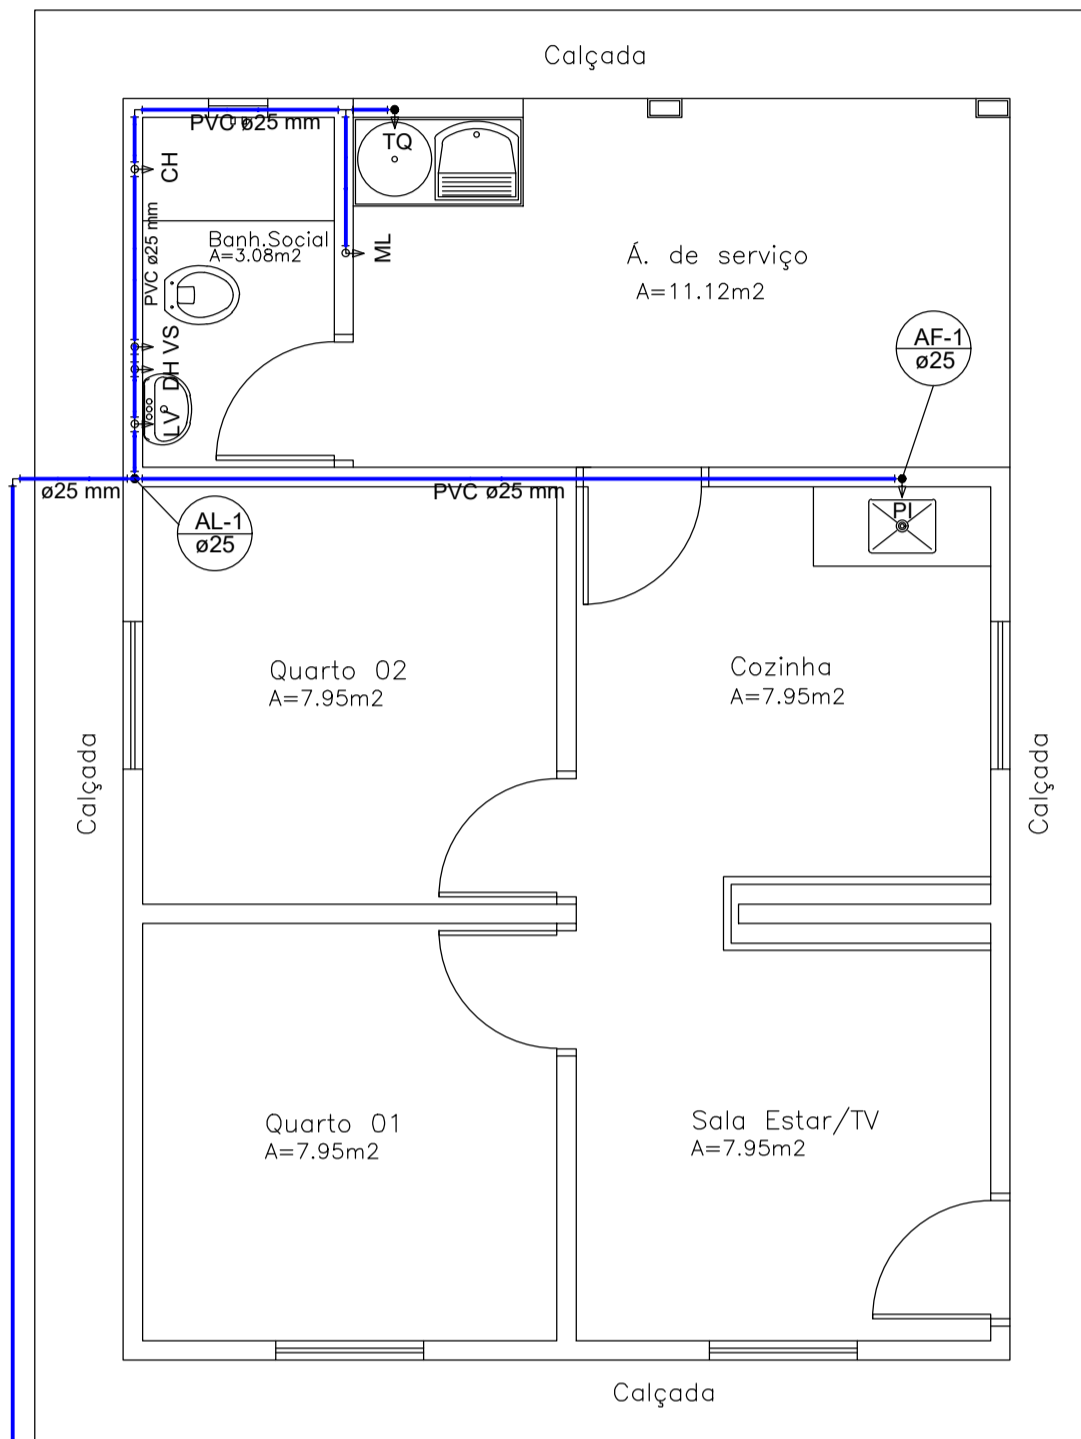 Calçada
PVC ø25 mm
TQ
CH
PVC ø25 mm
Banh.Social
A=3.08m2
ML
Á. de serviço
A=11.12m2
VS
DH
LV
AF-1
ø25
ø25 mm
PVC ø25 mm
PI
AL-1
ø25
Quarto 02
A=7.95m2
Cozinha
A=7.95m2
Calçada
Calçada
Quarto 01
A=7.95m2
Sala Estar/TV
A=7.95m2
Calçada